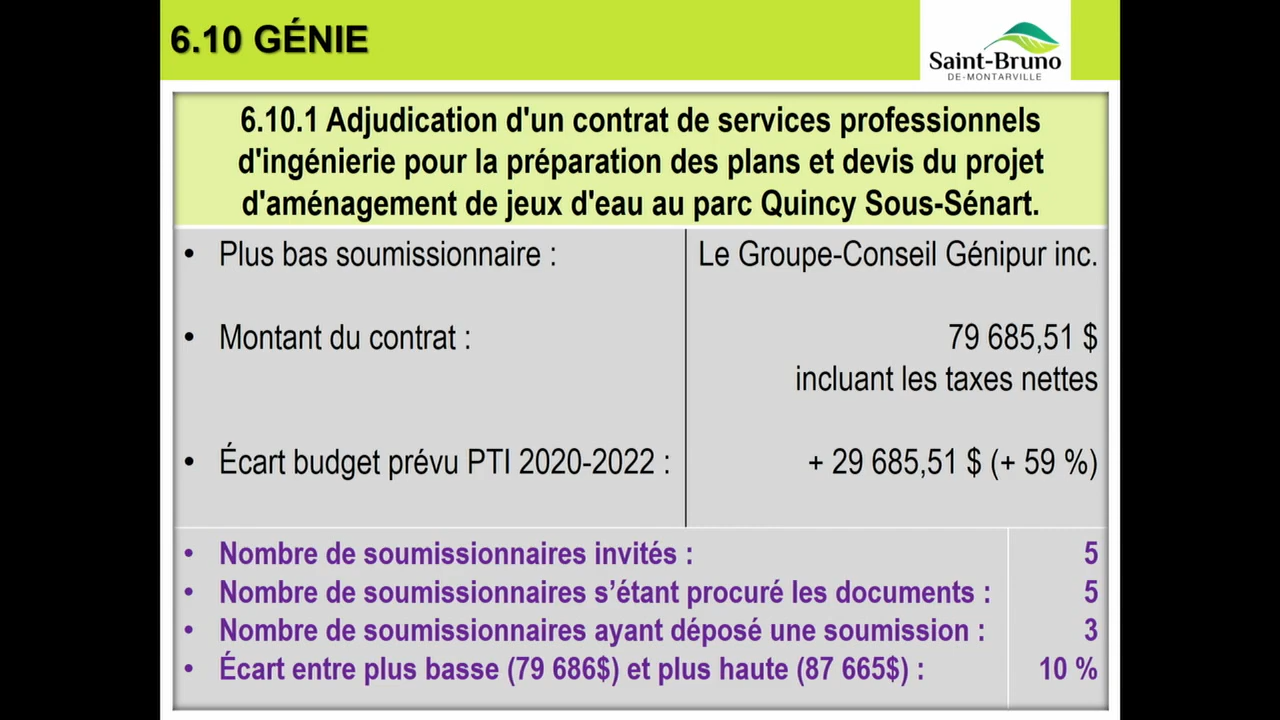 6.10 GÉNIE
Saint-Bruno
DE-MONTARVILLE
6.10.1 Adjudication d'un contrat de services professionnels
d'ingénierie pour la préparation des plans et devis du projet
d'aménagement de jeux d'eau au parc Quincy Sous-Sénart.
• Plus bas soumissionnaire : Le Groupe-Conseil Génipur inc.
• Montant du contrat : 79 685,51 $
incluant les taxes nettes
• Écart budget prévu PTI 2020-2022 : + 29 685,51 $ (+ 59 %)
• Nombre de soumissionnaires invités : 5
• Nombre de soumissionnaires s’étant procuré les documents : 5
• Nombre de soumissionnaires ayant déposé une soumission : 3
• Écart entre plus basse (79 686$) et plus haute (87 665$) : 10 %